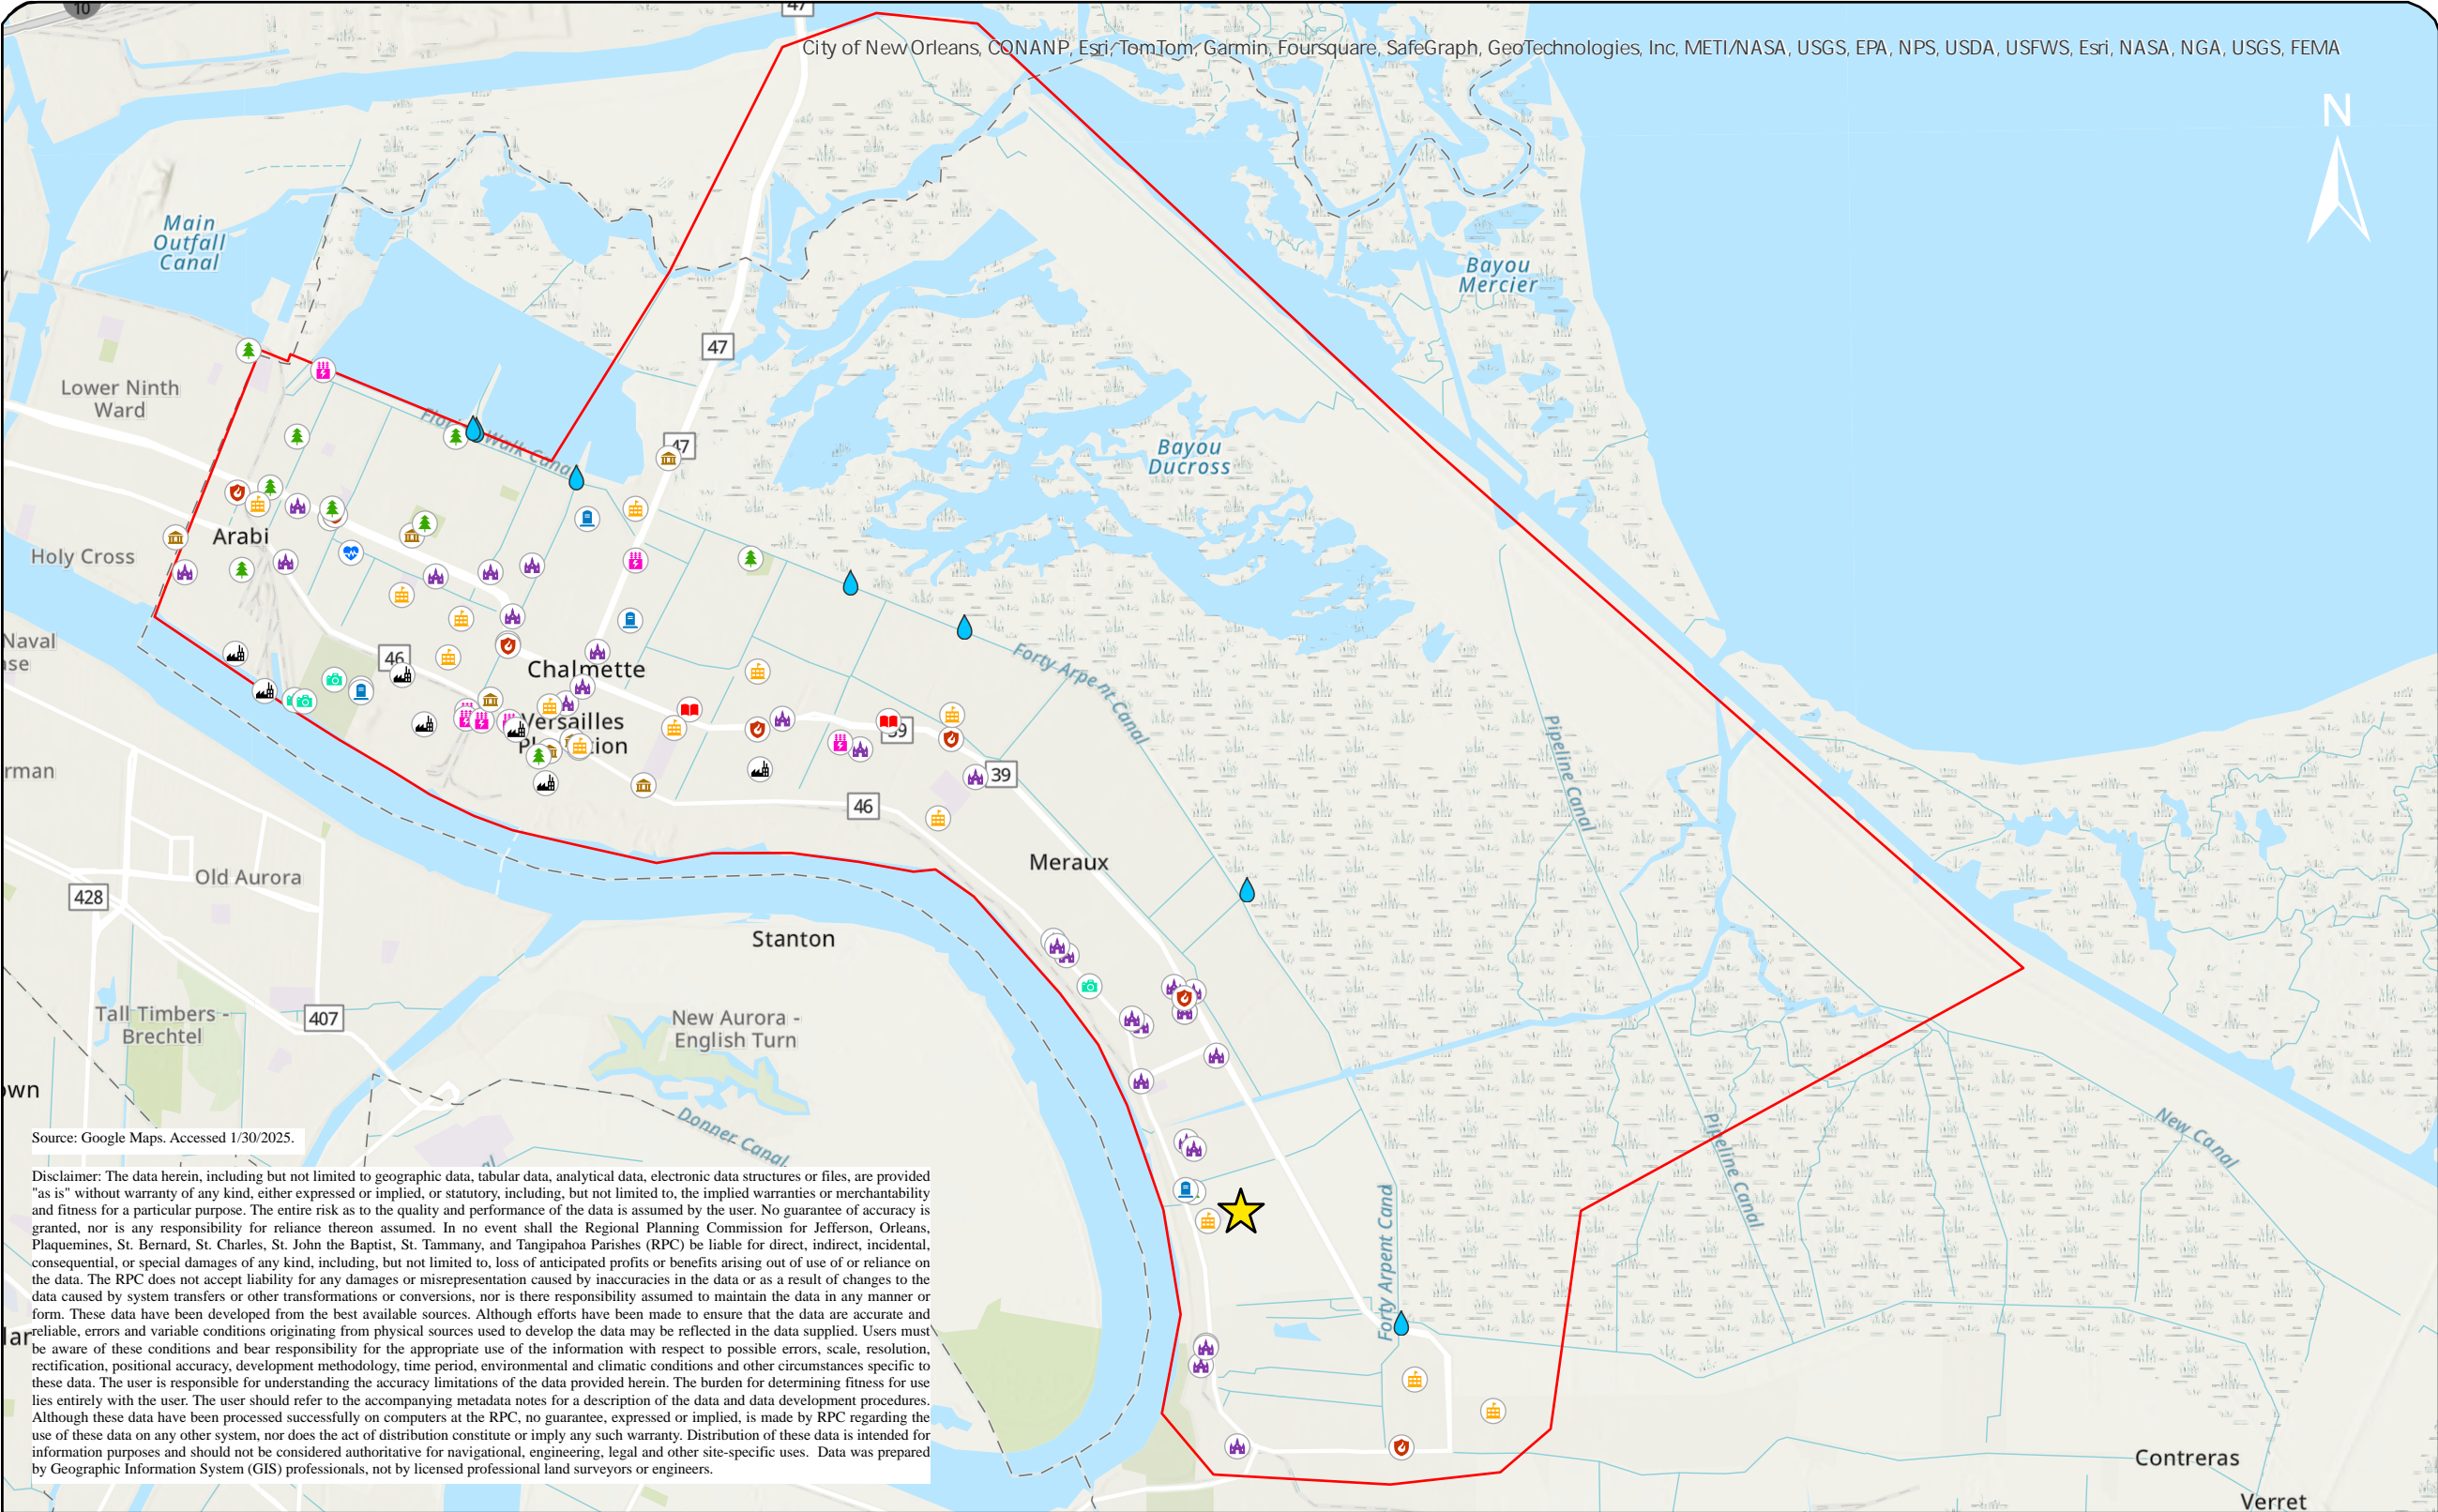 10
47
City of New Orleans, CONANP, Esri, TomTom, Garmin, Foursquare, SafeGraph, GeoTechnologies, Inc, METI/NASA, USGS, EPA, NPS, USDA, USFWS, Esri, NASA, NGA, USGS, FEMA
N
Main
Outfall
Canal
Bayou
Mercier
47
Lower Ninth
Ward
Walk Canal
47
Bayou
Ducross
Arabi
Holy Cross
Naval
46
Chalmette
Forty Arpent Canal
Versailles
39
Pipeline Canal
39
46
Meraux
Old Aurora
428
Stanton
Tall Timbers -
Brechtel
407
New Aurora -
English Turn
Donner Canal
Pipeline Canal
New Canal
Source: Google Maps. Accessed 1/30/2025.
Disclaimer: The data herein, including but not limited to geographic data, tabular data, analytical data, electronic data structures or files, are provided
"as is" without warranty of any kind, either expressed or implied, or statutory, including, but not limited to, the implied warranties or merchantability
and fitness for a particular purpose. The entire risk as to the quality and performance of the data is assumed by the user. No guarantee of accuracy is
granted, nor is any responsibility for reliance thereon assumed. In no event shall the Regional Planning Commission for Jefferson, Orleans,
Plaquemines, St. Bernard, St. Charles, St. John the Baptist, St. Tammany, and Tangipahoa Parishes (RPC) be liable for direct, indirect, incidental,
consequential, or special damages of any kind, including, but not limited to, loss of anticipated profits or benefits arising out of use of or reliance on
the data. The RPC does not accept liability for any damages or misrepresentation caused by inaccuracies in the data or as a result of changes to the
data caused by system transfers or other transformations or conversions, nor is there responsibility assumed to maintain the data in any manner or
form. These data have been developed from the best available sources. Although efforts have been made to ensure that the data are accurate and
reliable, errors and variable conditions originating from physical sources used to develop the data may be reflected in the data supplied. Users must
be aware of these conditions and bear responsibility for the appropriate use of the information with respect to possible errors, scale, resolution,
rectification, positional accuracy, development methodology, time period, environmental and climatic conditions and other circumstances specific to
these data. The user is responsible for understanding the accuracy limitations of the data provided herein. The burden for determining fitness for use
lies entirely with the user. The user should refer to the accompanying metadata notes for a description of the data and data development procedures.
Although these data have been processed successfully on computers at the RPC, no guarantee, expressed or implied, is made by RPC regarding the
use of these data on any other system, nor does the act of distribution constitute or imply any such warranty. Distribution of these data is intended for
information purposes and should not be considered authoritative for navigational, engineering, legal and other site-specific uses. Data was prepared
by Geographic Information System (GIS) professionals, not by licensed professional land surveyors or engineers.
Forty Arpent Canal
Contreras
Verret